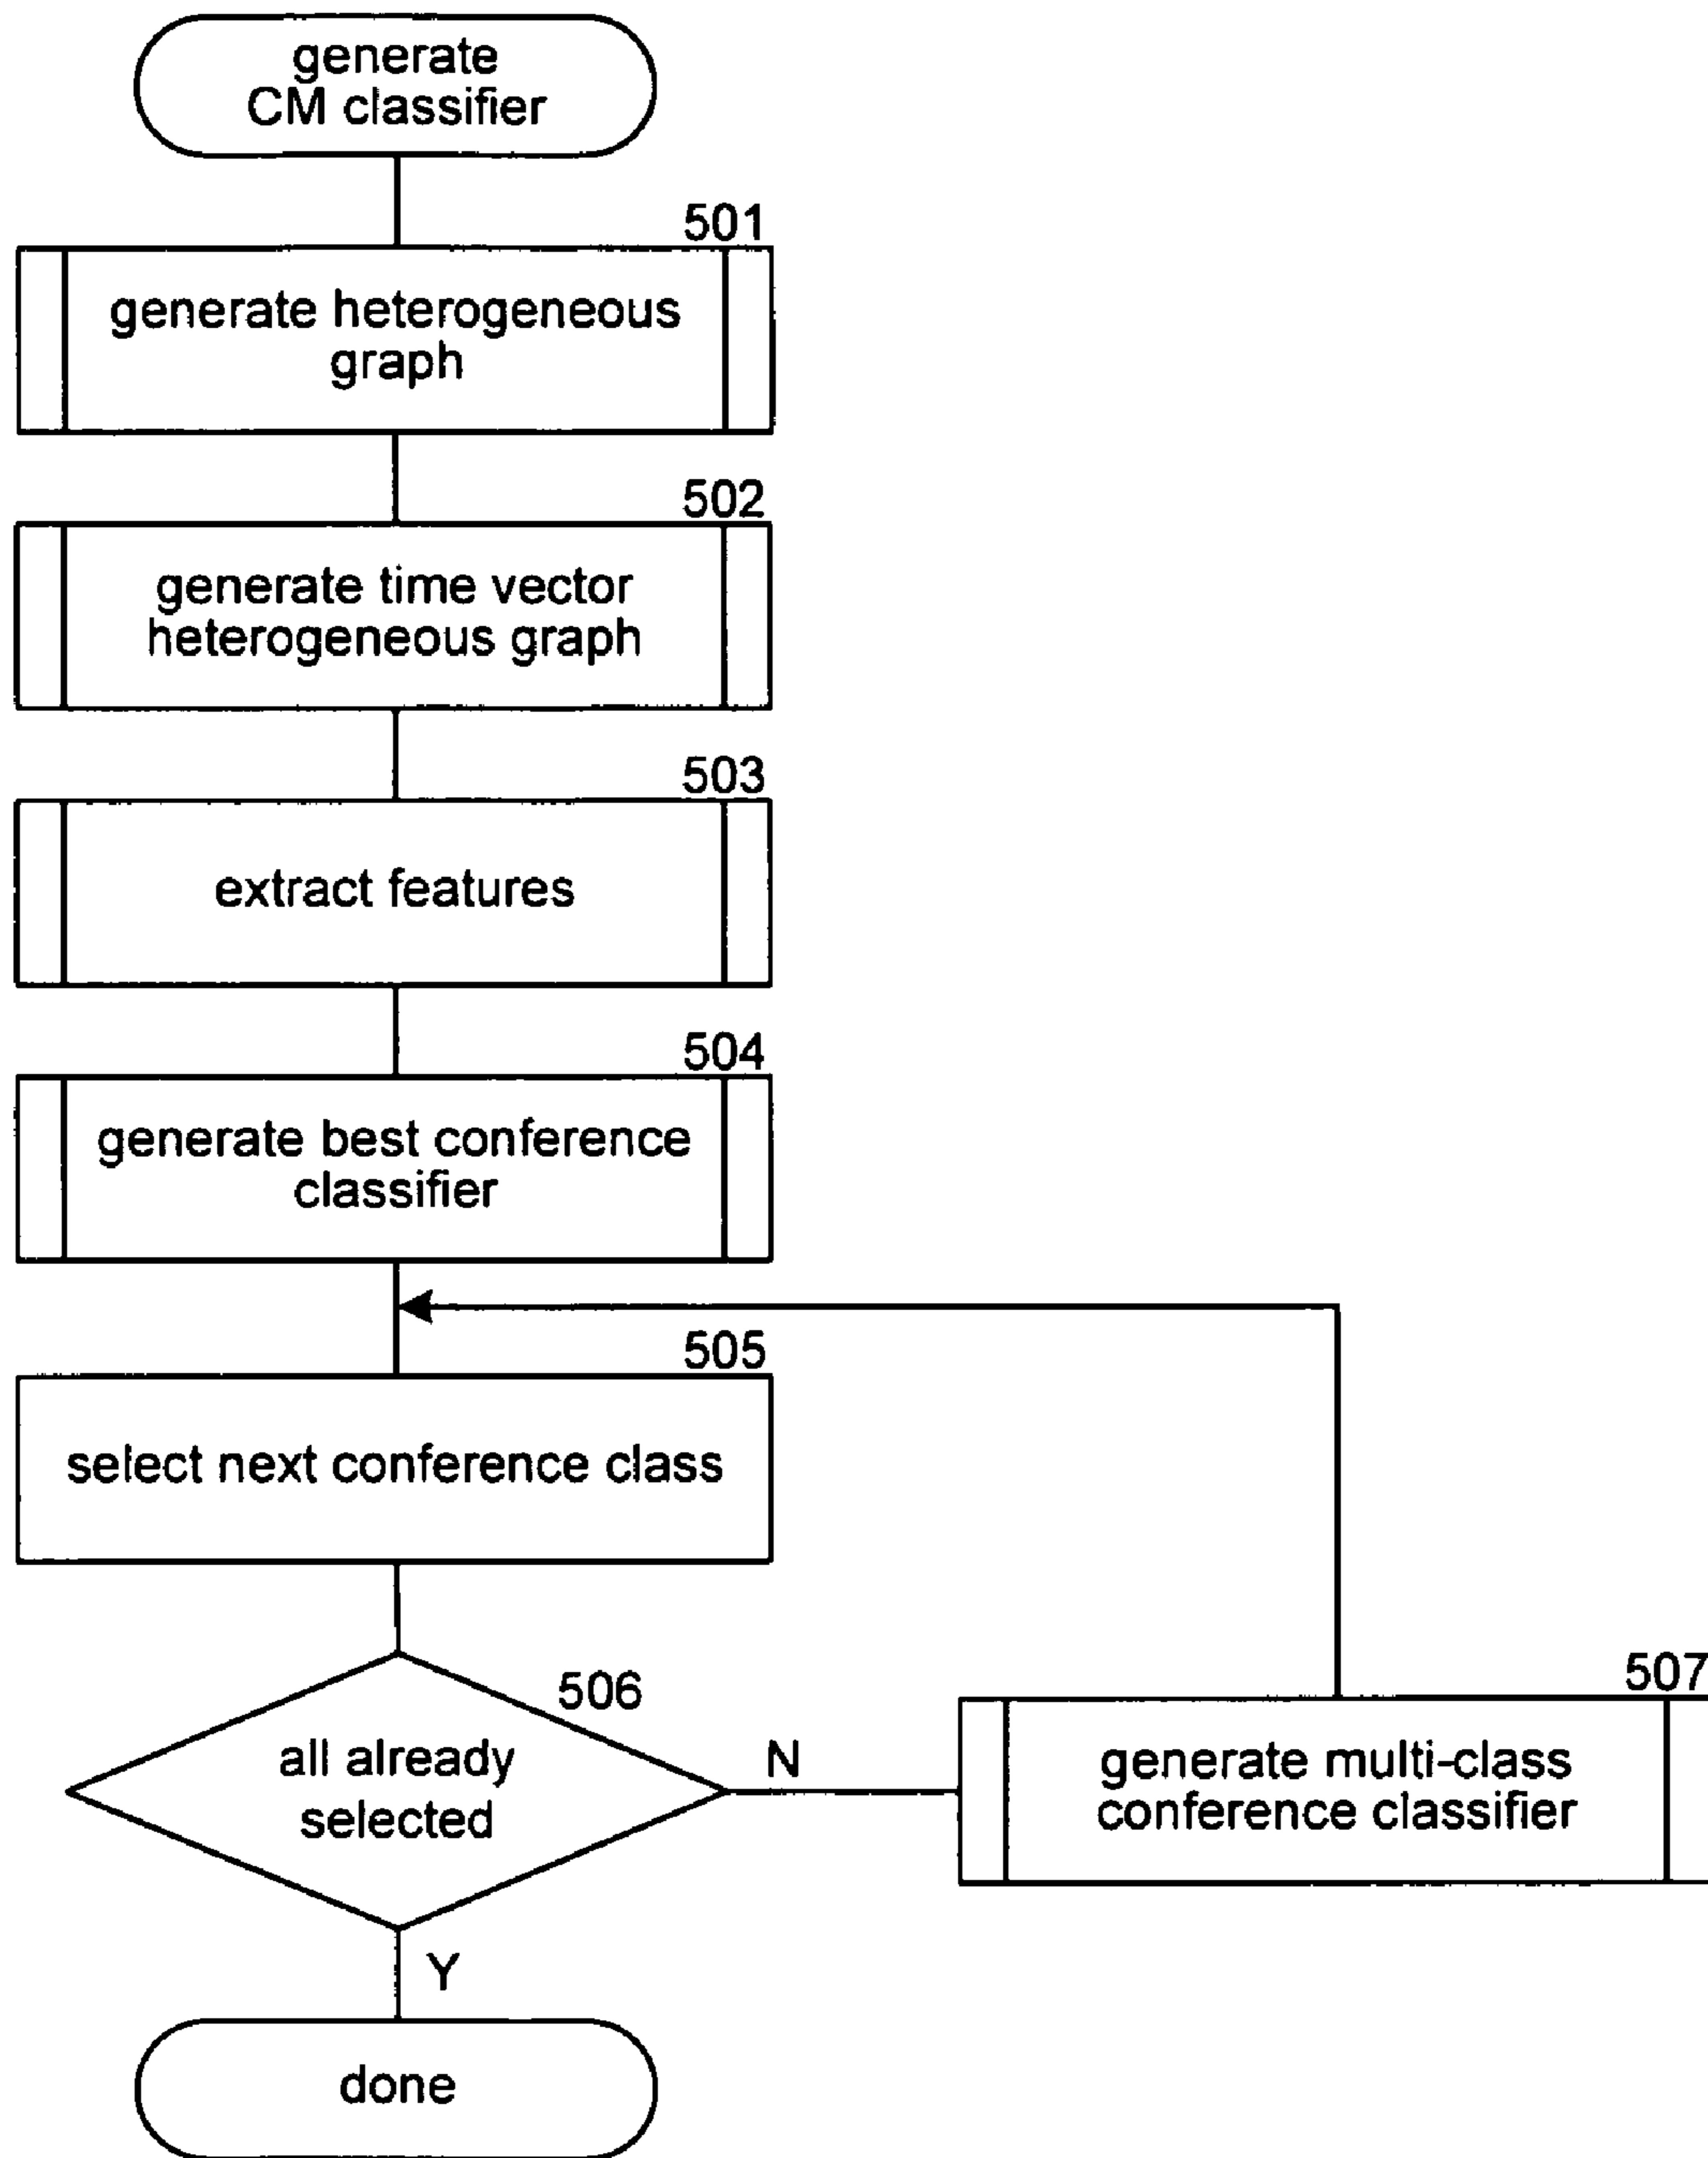 generate
CM classifier
501
generate heterogeneous
graph
502
generate time vector
heterogeneous graph
503
extract features
504
generate best conference
classifier
505
select next conference class
506
all already
selected
N
507
generate multi-class
conference classifier
Y
done